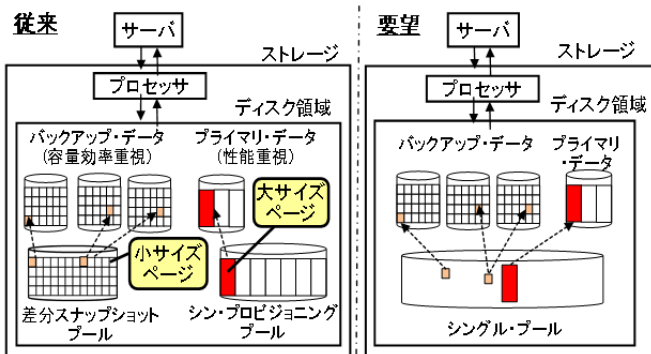 従来
サーバ
ストレージ
プロセッサ
ディスク領域
バックアップ・データ
(容量効率重視)
プライマリ・データ
(性能重視)
大サイズ
ページ
小サイズ
ページ
差分スナップショット
プール
シン・プロビジョニング
プール
要望
サーバ
ストレージ
プロセッサ
ディスク領域
バックアップ・データ
プライマリ
・データ
シングル・プール